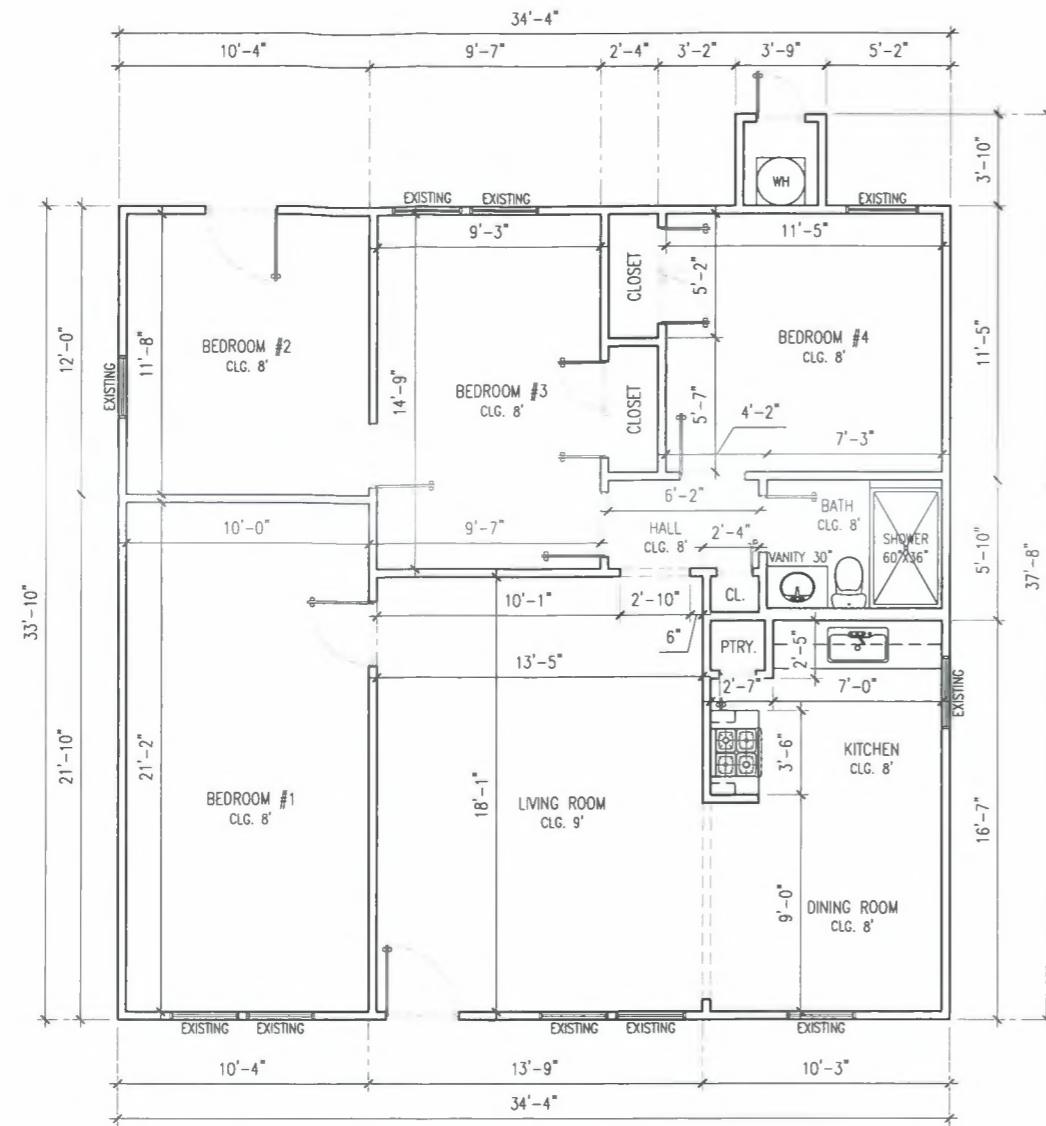 34'-4"
10'-4" 9'-7" 2'-4" 3'-2" 3'-9" 5'-2"
3'-10"
WH
EXISTING EXISTING EXISTING
9'-3" 11'-5"
CLOSET 5'-2"
12'-0" 11'-8" BEDROOM #2 BEDROOM #4 11'-5"
CLG. 8' CLG. 8'
EXISTING 14'-9" BEDROOM #3 CLOSET 5'-7"
CLG. 8'
4'-2"
7'-3"
6'-2" BATH
CLG. 8'
10'-0" 9'-7" HALL 2'-4" SHOWER 5'-10" 37'-8"
CLG. 8' VANITY 30" 60"X36"
33'-10" 10'-1" 2'-10" CL.
6" PTRY. 2'-5"
13'-5"
2'-7" 7'-0" EXISTING
21'-10" 21'-2" 3'-6" KITCHEN
CLG. 8'
BEDROOM #1 18'-1" LIVING ROOM 16'-7"
CLG. 8' CLG. 9'
9'-0" DINING ROOM
CLG. 8'
EXISTING EXISTING EXISTING EXISTING EXISTING
10'-4" 13'-9" 10'-3"
34'-4"